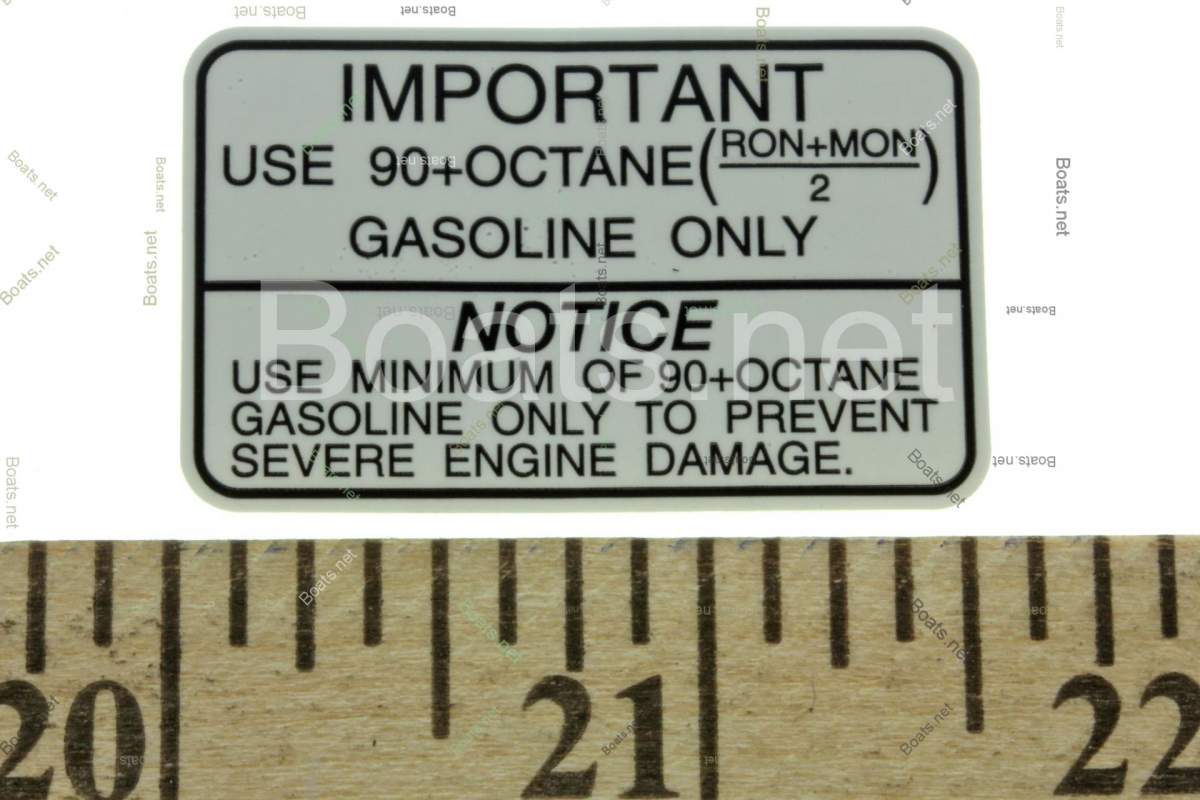 IMPORTANT
USE 90+OCTANE(RON+MON/2)
GASOLINE ONLY
NOTICE
USE MINIMUM OF 90+OCTANE
GASOLINE ONLY TO PREVENT
SEVERE ENGINE DAMAGE.
Boats.net
20 21 22